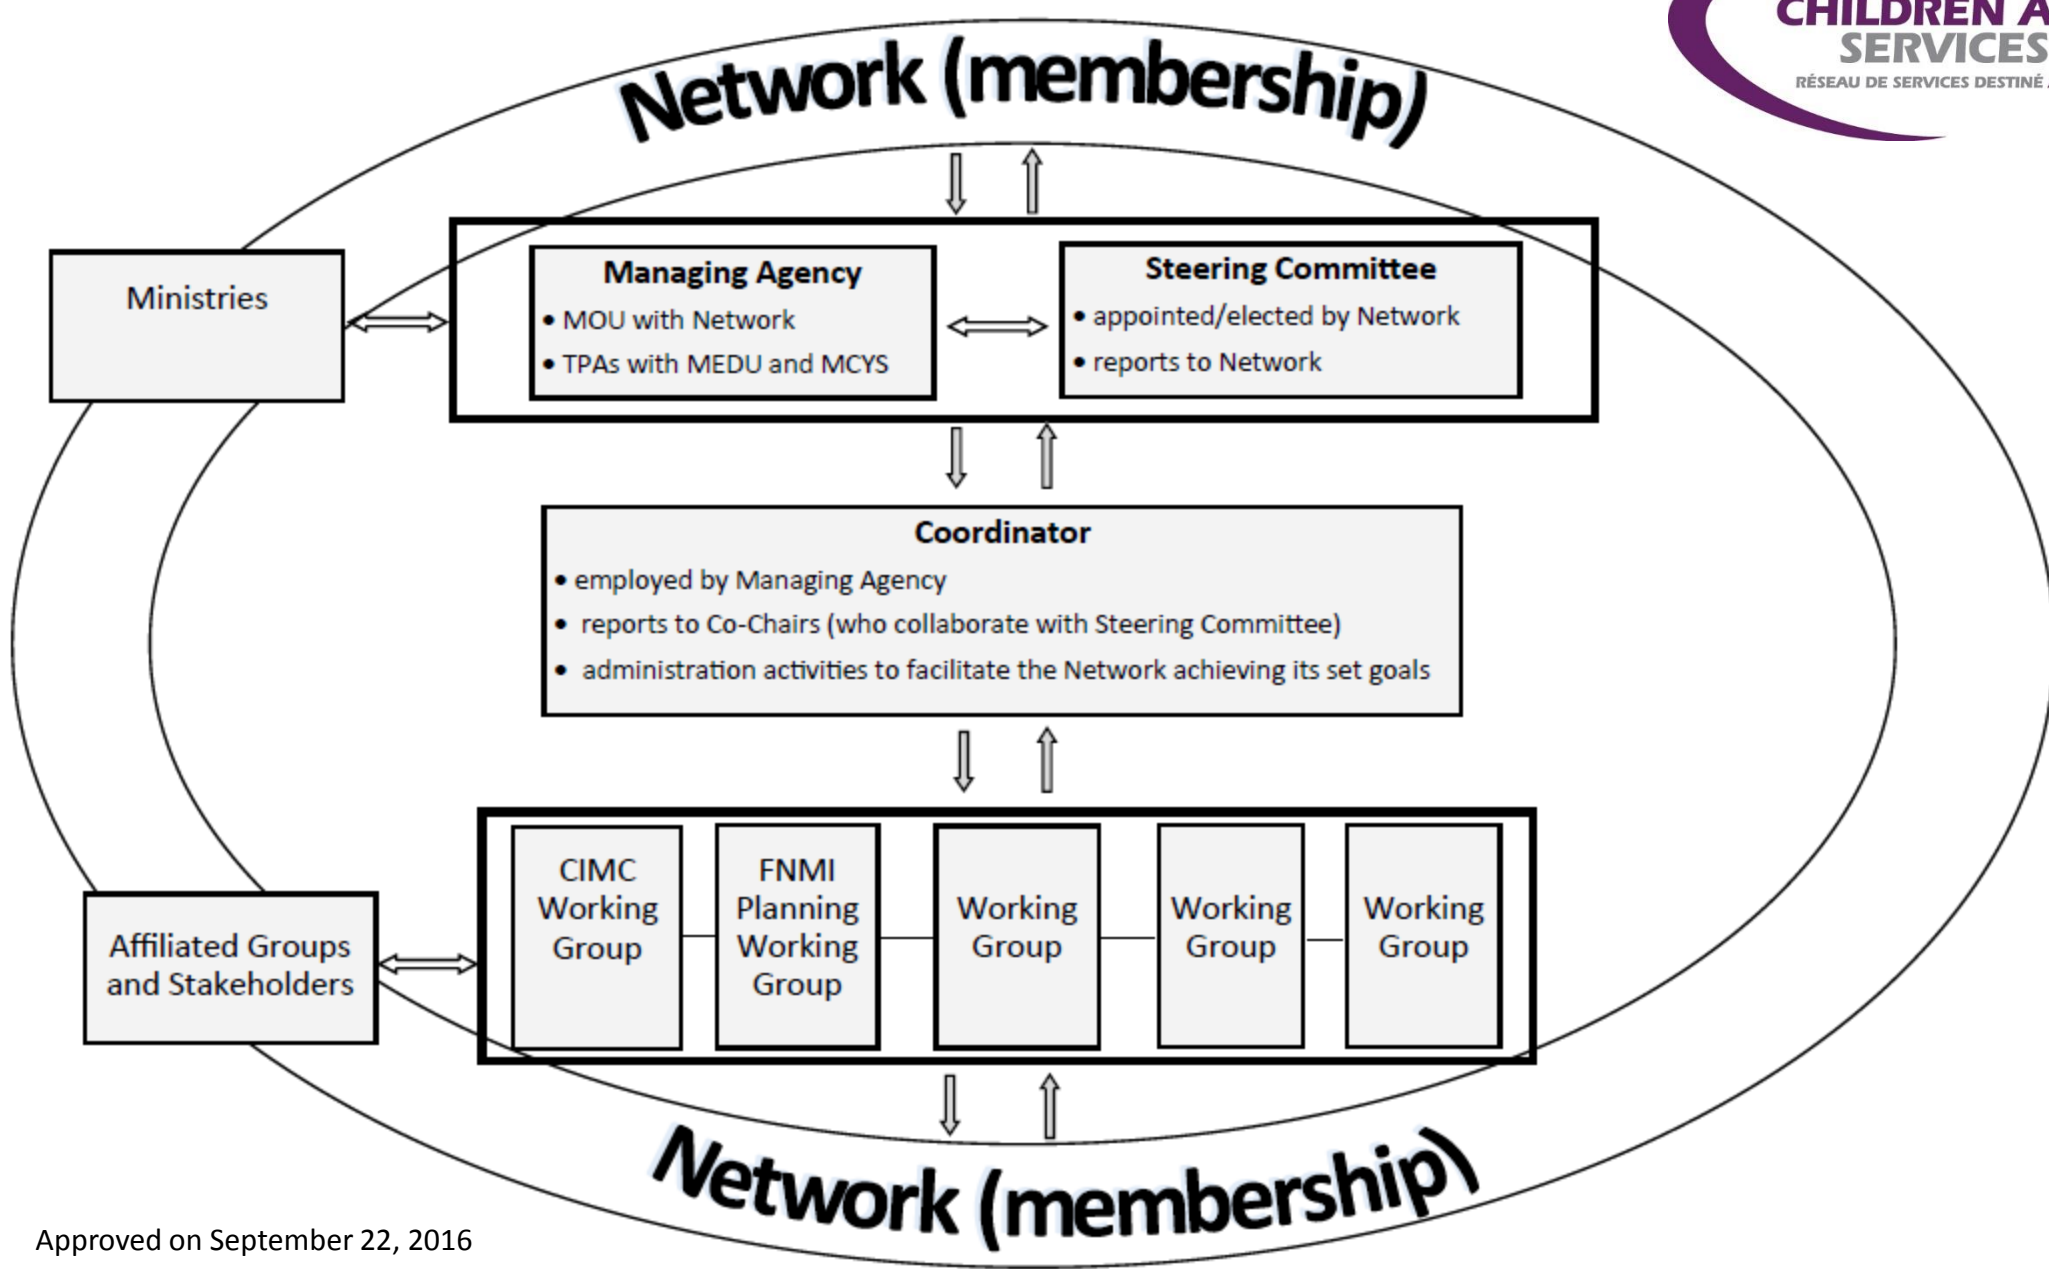 CHILDREN A
SERVICES
RÉSEAU DE SERVICES DESTINÉ
Network (membership)
Ministries
Managing Agency
• MOU with Network
• TPAs with MEDU and MCYS
Steering Committee
• appointed/elected by Network
• reports to Network
Coordinator
• employed by Managing Agency
• reports to Co-Chairs (who collaborate with Steering Committee)
• administration activities to facilitate the Network achieving its set goals
CIMC
Working
Group
FNMI
Planning
Working
Group
Working
Group
Working
Group
Working
Group
Affiliated Groups
and Stakeholders
Network (membership)
Approved on September 22, 2016